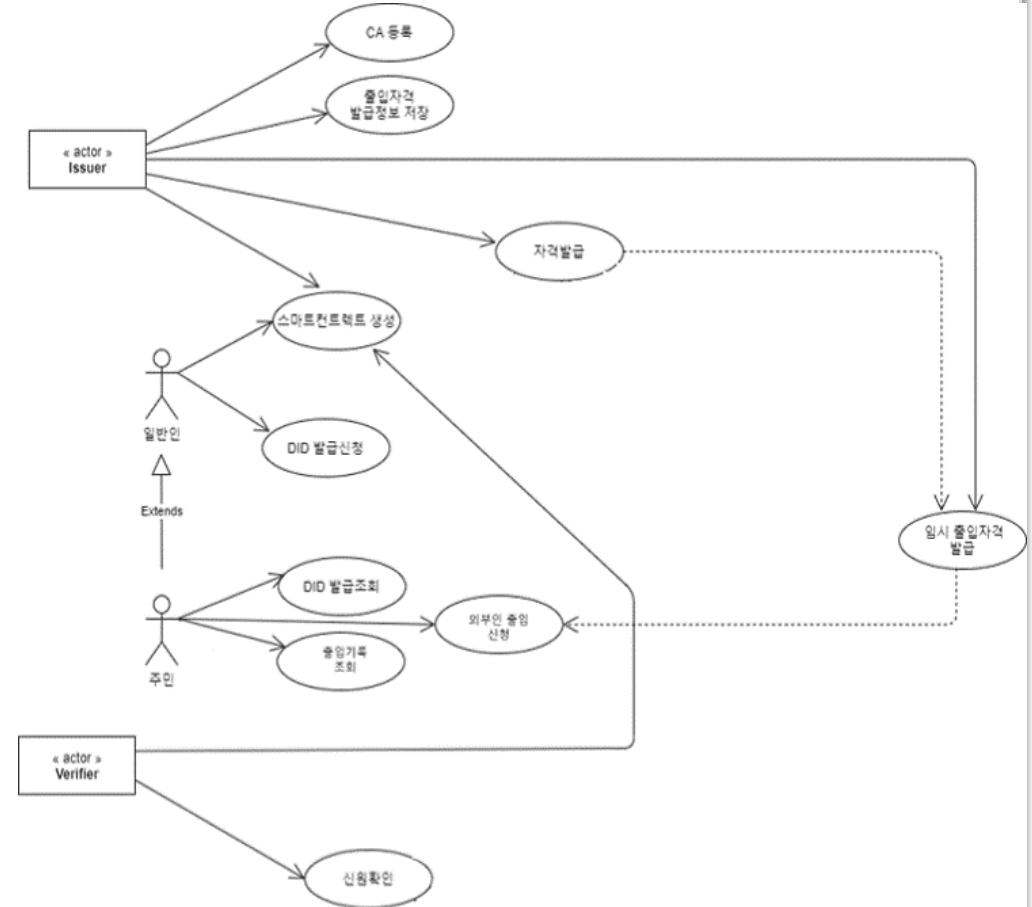 CA 등록
출입자격
발급정보 저장
« actor »
Issuer
자격발급
스마트컨트랙트 생성
일반인
DID 발급신청
Extends
임시 출입자격
발급
DID 발급조회
외부인 출입
신청
출입기록
조회
주민
« actor »
Verifier
신원확인